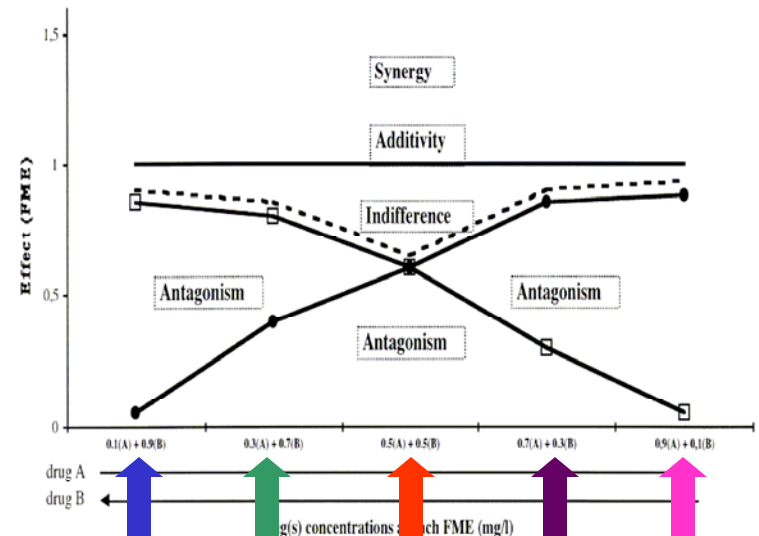 1.5
Synergy
Additivity
1
Indifference
Effect (FME)
Antagonism
Antagonism
0,5
Antagonism
0
0.1(A) + 0.9(B)
0.3(A) + 0.7(B)
0.5(A) + 0.5(B)
0.7(A) + 0.3(B)
0.9(A) + 0,1(B)
drug A
drug B
concentrations FME (mg/l)